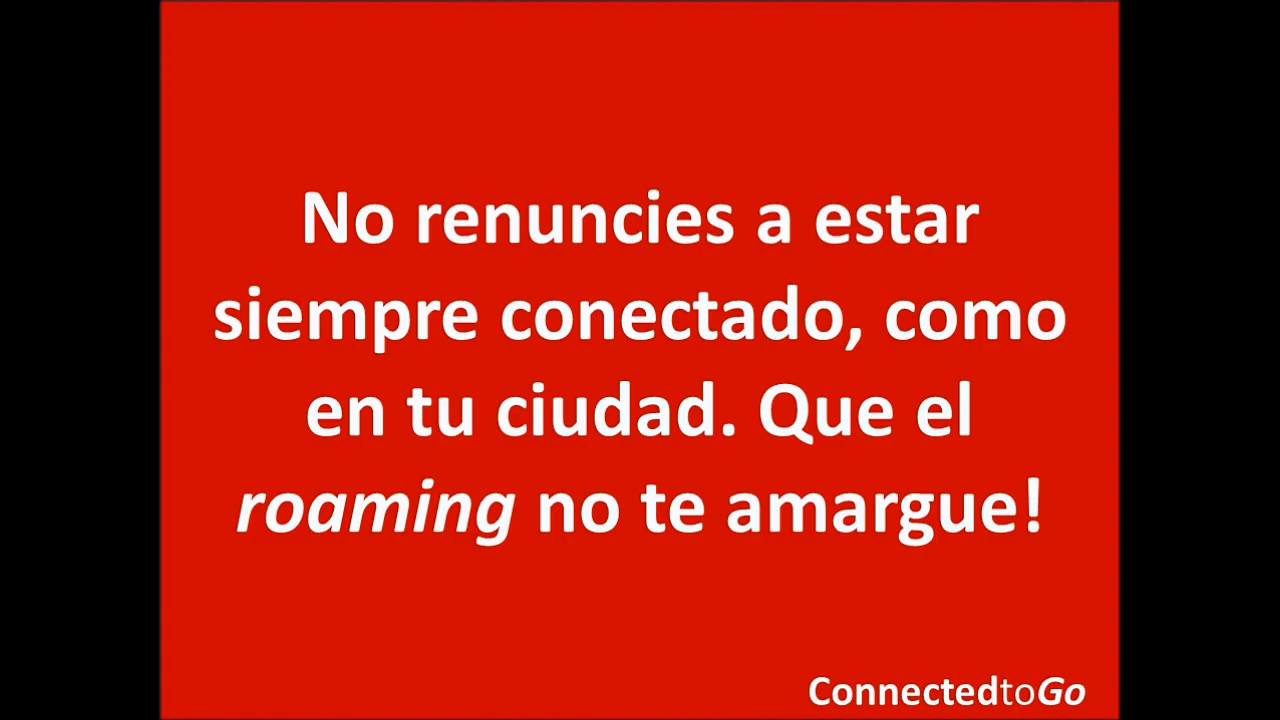 No renuncies a estar
siempre conectado, como
en tu ciudad. Que el
roaming no te amargue!
ConnectedtoGo